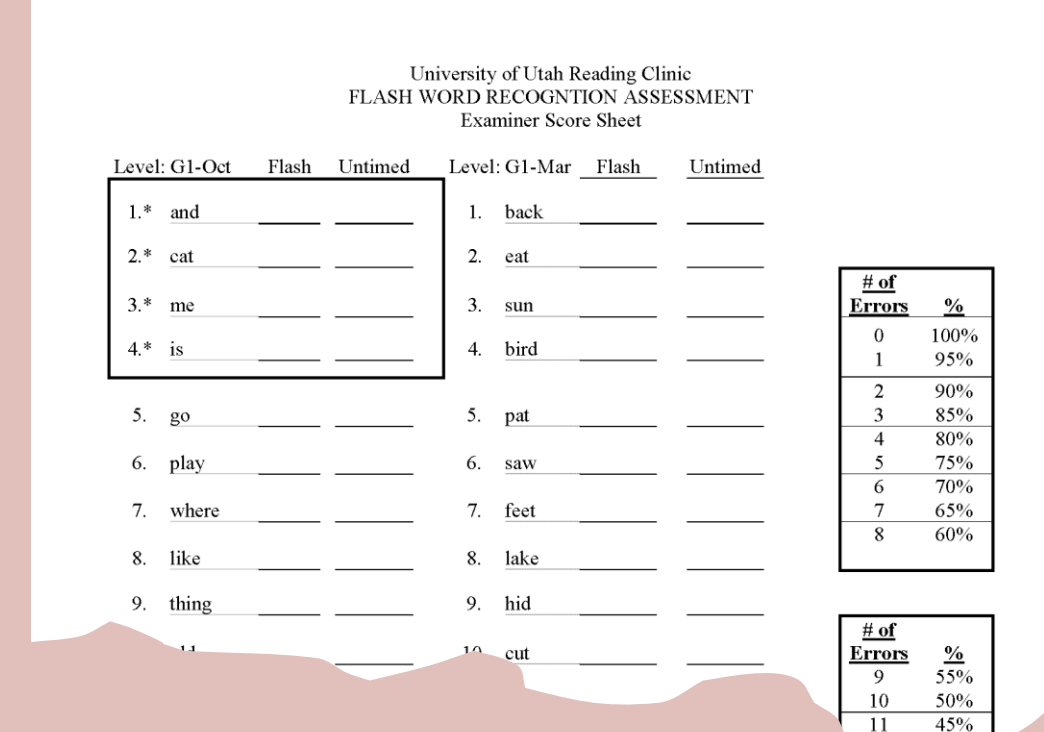 University of Utah Reading Clinic
FLASH WORD RECOGNTION ASSESSMENT
Examiner Score Sheet
Level: G1-Oct Flash Untimed Level: G1-Mar Flash Untimed
1.* and 1. back
2.* cat 2. eat
3.* me 3. sun
4.* is 4. bird
5. go 5. pat
6. play 6. saw
7. where 7. feet
8. like 8. lake
9. thing 9. hid
10. cut
# of
Errors %
0 100%
1 95%
2 90%
3 85%
4 80%
5 75%
6 70%
7 65%
8 60%
# of
Errors %
9 55%
10 50%
11 45%